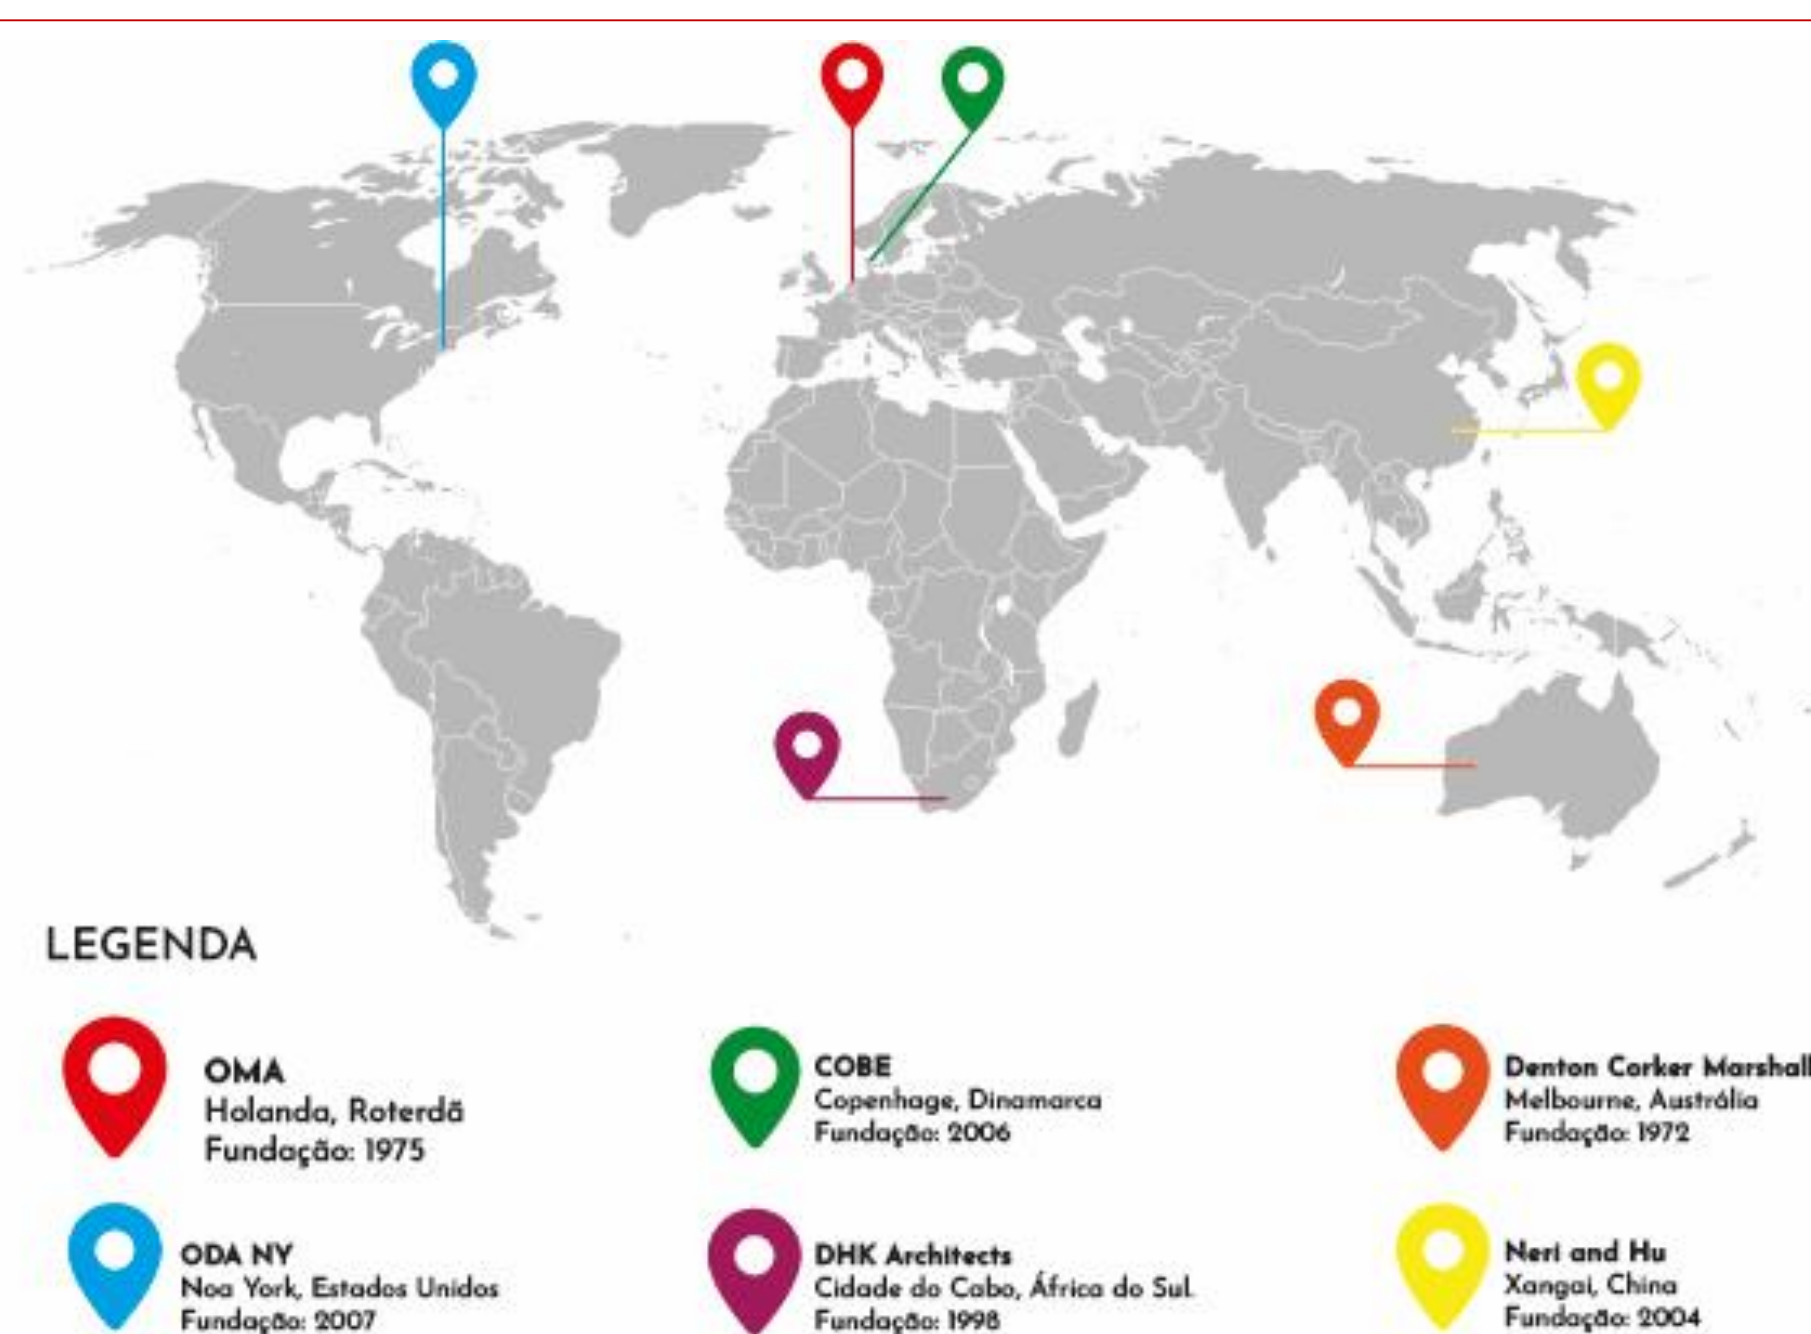 LEGENDA
OMA
Holanda, Roterdã
Fundação: 1975
COBE
Copenhage, Dinamarca
Fundação: 2006
Denton Corker Marshall
Melbourne, Austrália
Fundação: 1972
ODA NY
Noa York, Estados Unidos
Fundação: 2007
DHK Architects
Cidade do Cabo, África do Sul.
Fundação: 1998
Neri and Hu
Xangai, China
Fundação: 2004